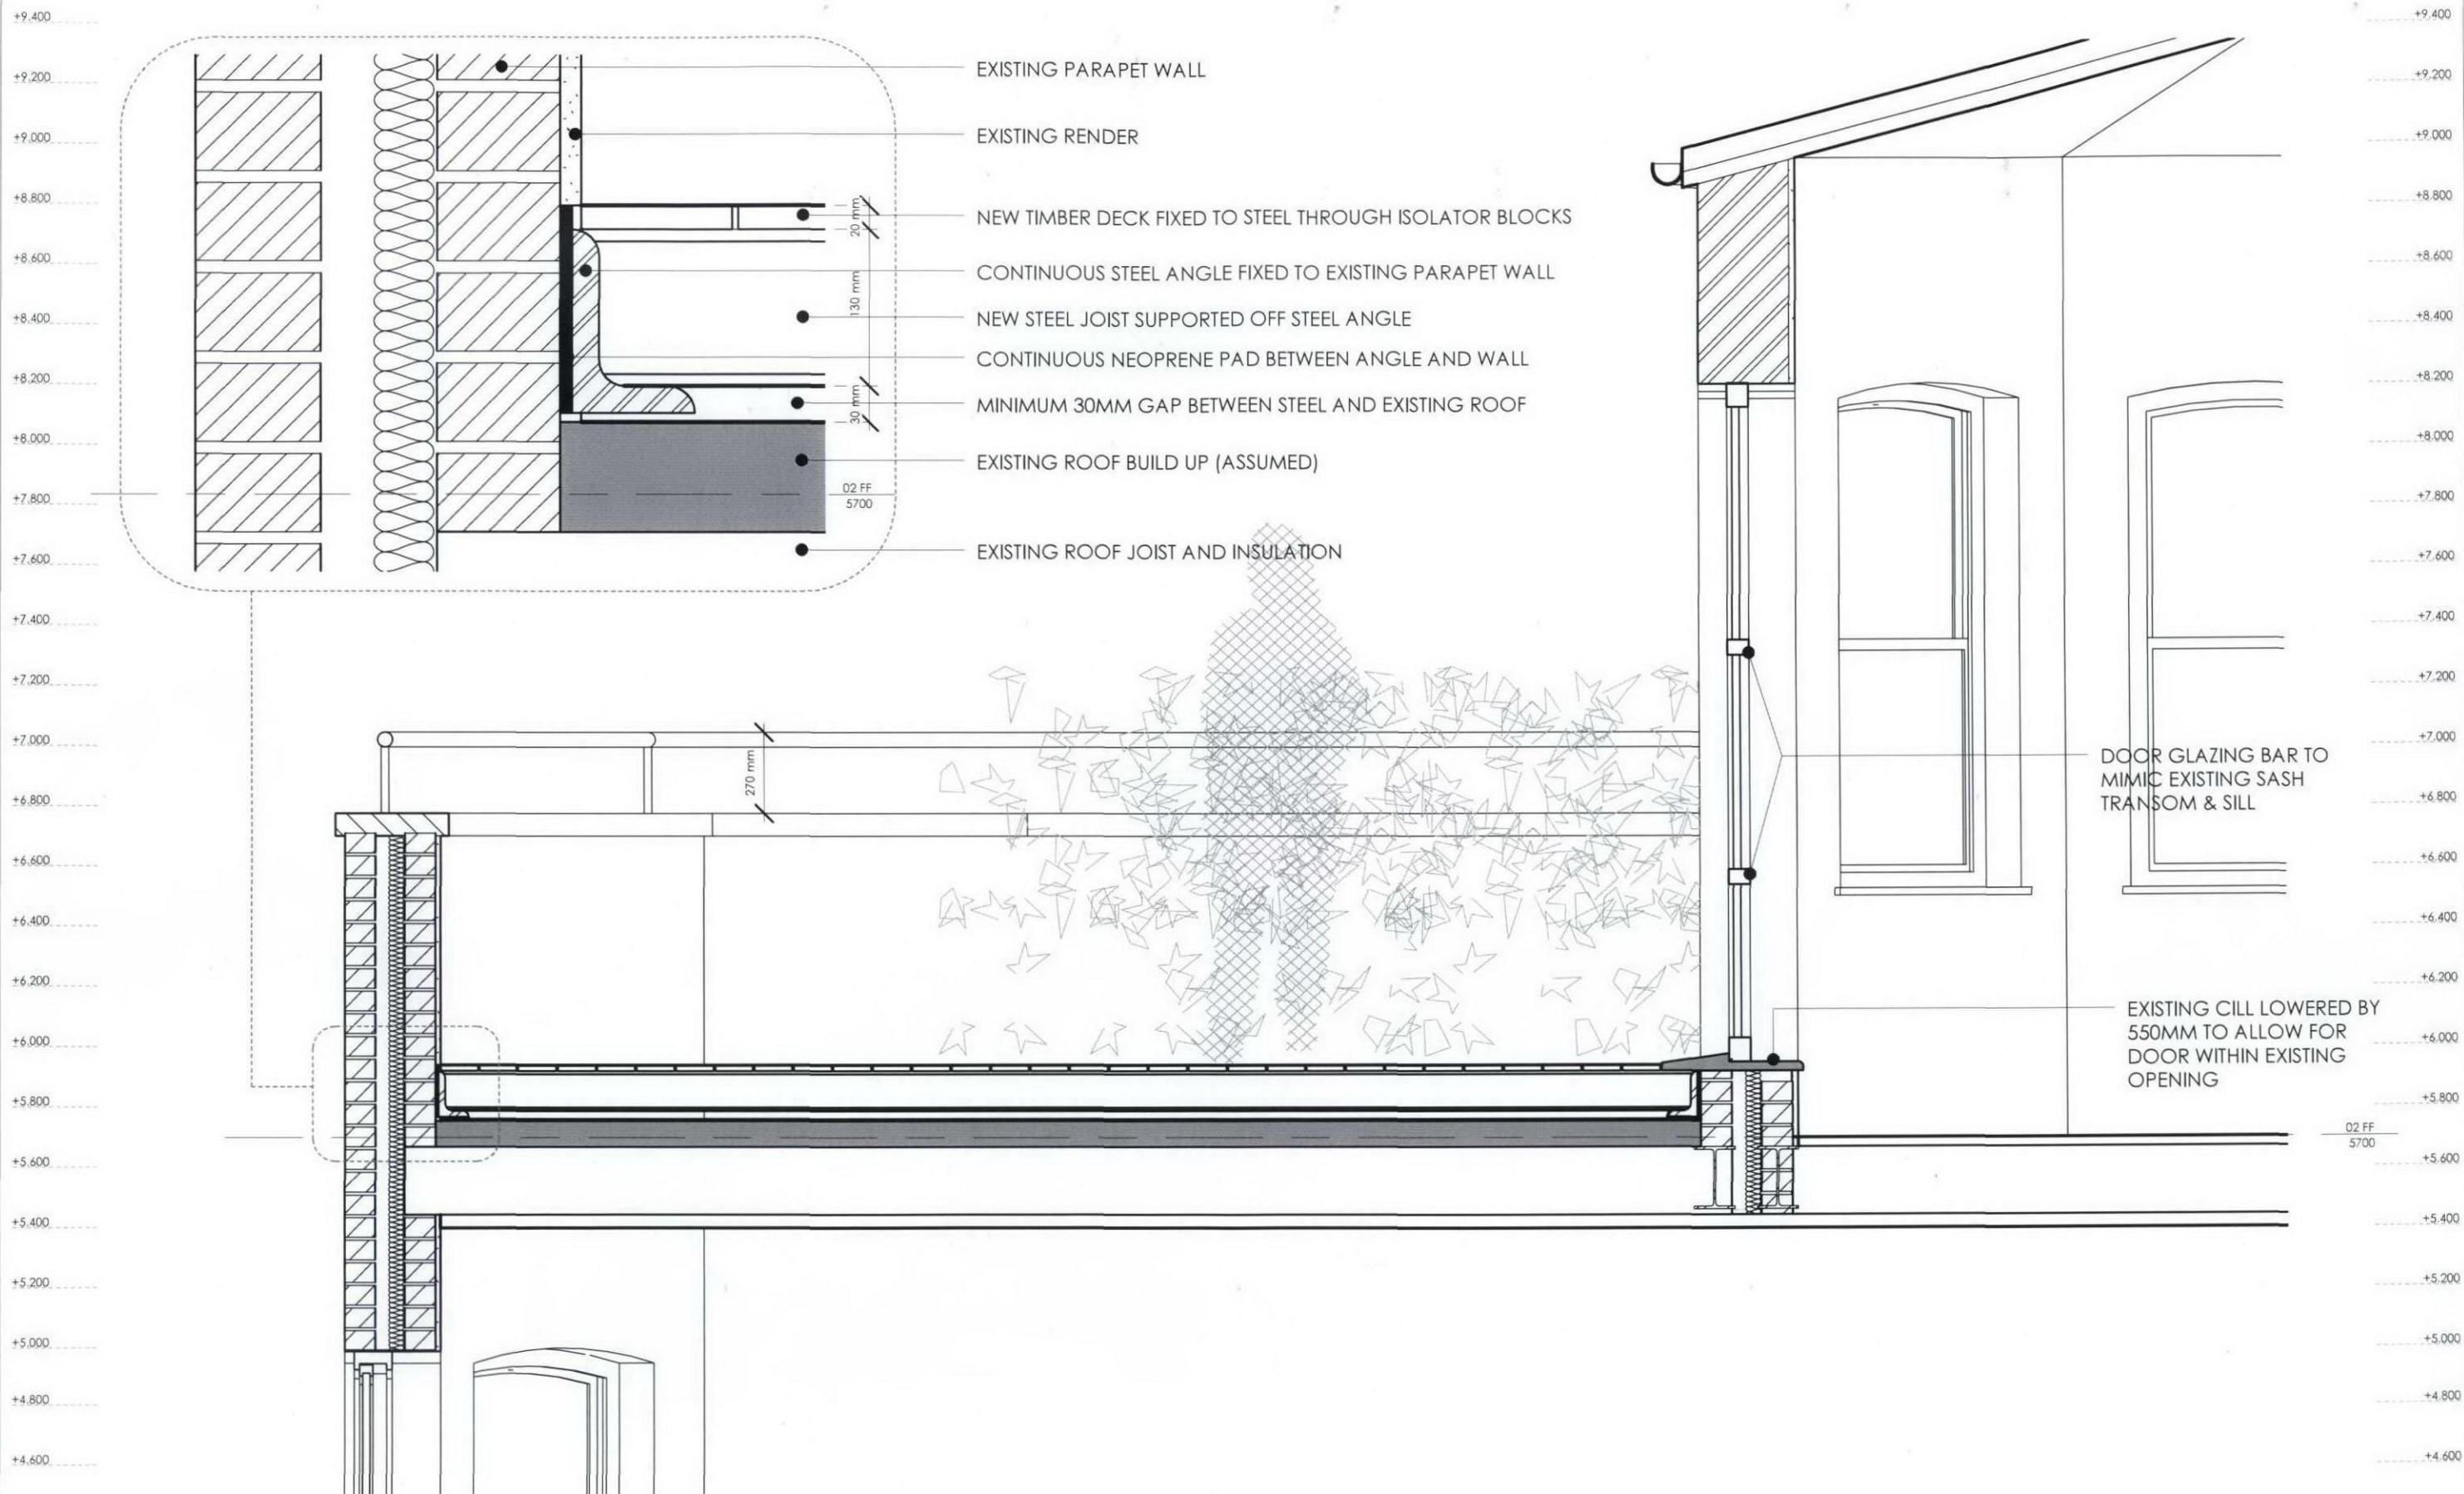 +9.400
+9.200
+9.000
+8.800
+8.600
+8.400
+8.200
+8.000
+7.800
+7.600
+7.400
+7.200
+7.000
+6.800
+6.600
+6.400
+6.200
+6.000
+5.800
+5.600
+5.400
+5.200
+5.000
+4.800
+4.600
EXISTING PARAPET WALL
EXISTING RENDER
NEW TIMBER DECK FIXED TO STEEL THROUGH ISOLATOR BLOCKS
CONTINUOUS STEEL ANGLE FIXED TO EXISTING PARAPET WALL
NEW STEEL JOIST SUPPORTED OFF STEEL ANGLE
CONTINUOUS NEOPRENE PAD BETWEEN ANGLE AND WALL
MINIMUM 30MM GAP BETWEEN STEEL AND EXISTING ROOF
EXISTING ROOF BUILD UP (ASSUMED)
EXISTING ROOF JOIST AND INSULATION
20 mm
130 mm
30 mm
02 FF
5700
270 mm
DOOR GLAZING BAR TO
MIMIC EXISTING SASH
TRANSOM & SILL
EXISTING CILL LOWERED BY
550MM TO ALLOW FOR
DOOR WITHIN EXISTING
OPENING
02 FF
5700
+9.400
+9.200
+9.000
+8.800
+8.600
+8.400
+8.200
+8.000
+7.800
+7.600
+7.400
+7.200
+7.000
+6.800
+6.600
+6.400
+6.200
+6.000
+5.800
+5.600
+5.400
+5.200
+5.000
+4.800
+4.600